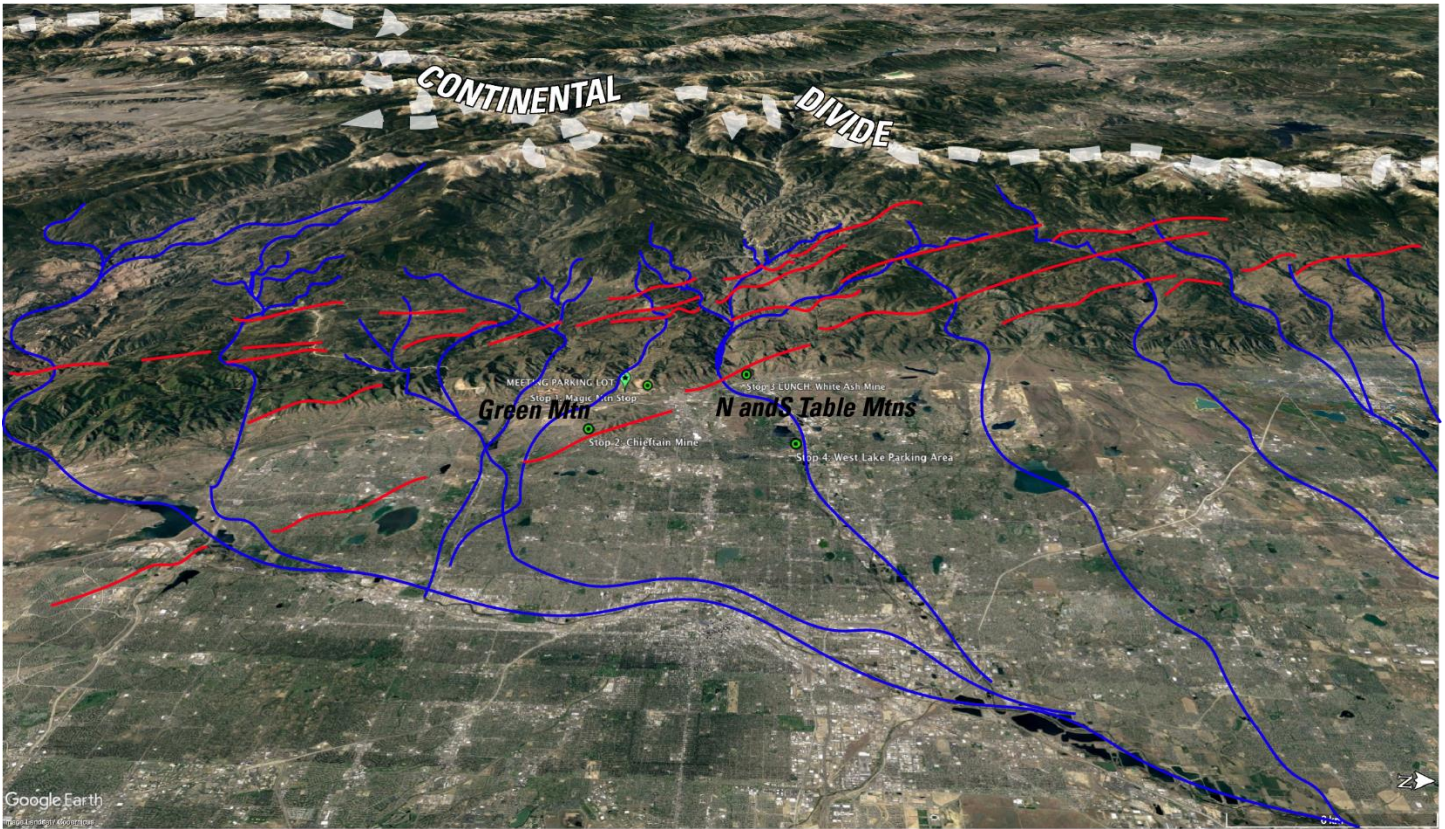 CONTINENTAL
DIVIDE
MEETING PARKING LOT
Stop 1: Magic Mtn Stop
Stop 3 LUNCH: White Ash Mine
Green Mtn
N andS Table Mtns
Stop 2: Chieftain Mine
Stop 4: West Lake Parking Area
N
Google Earth